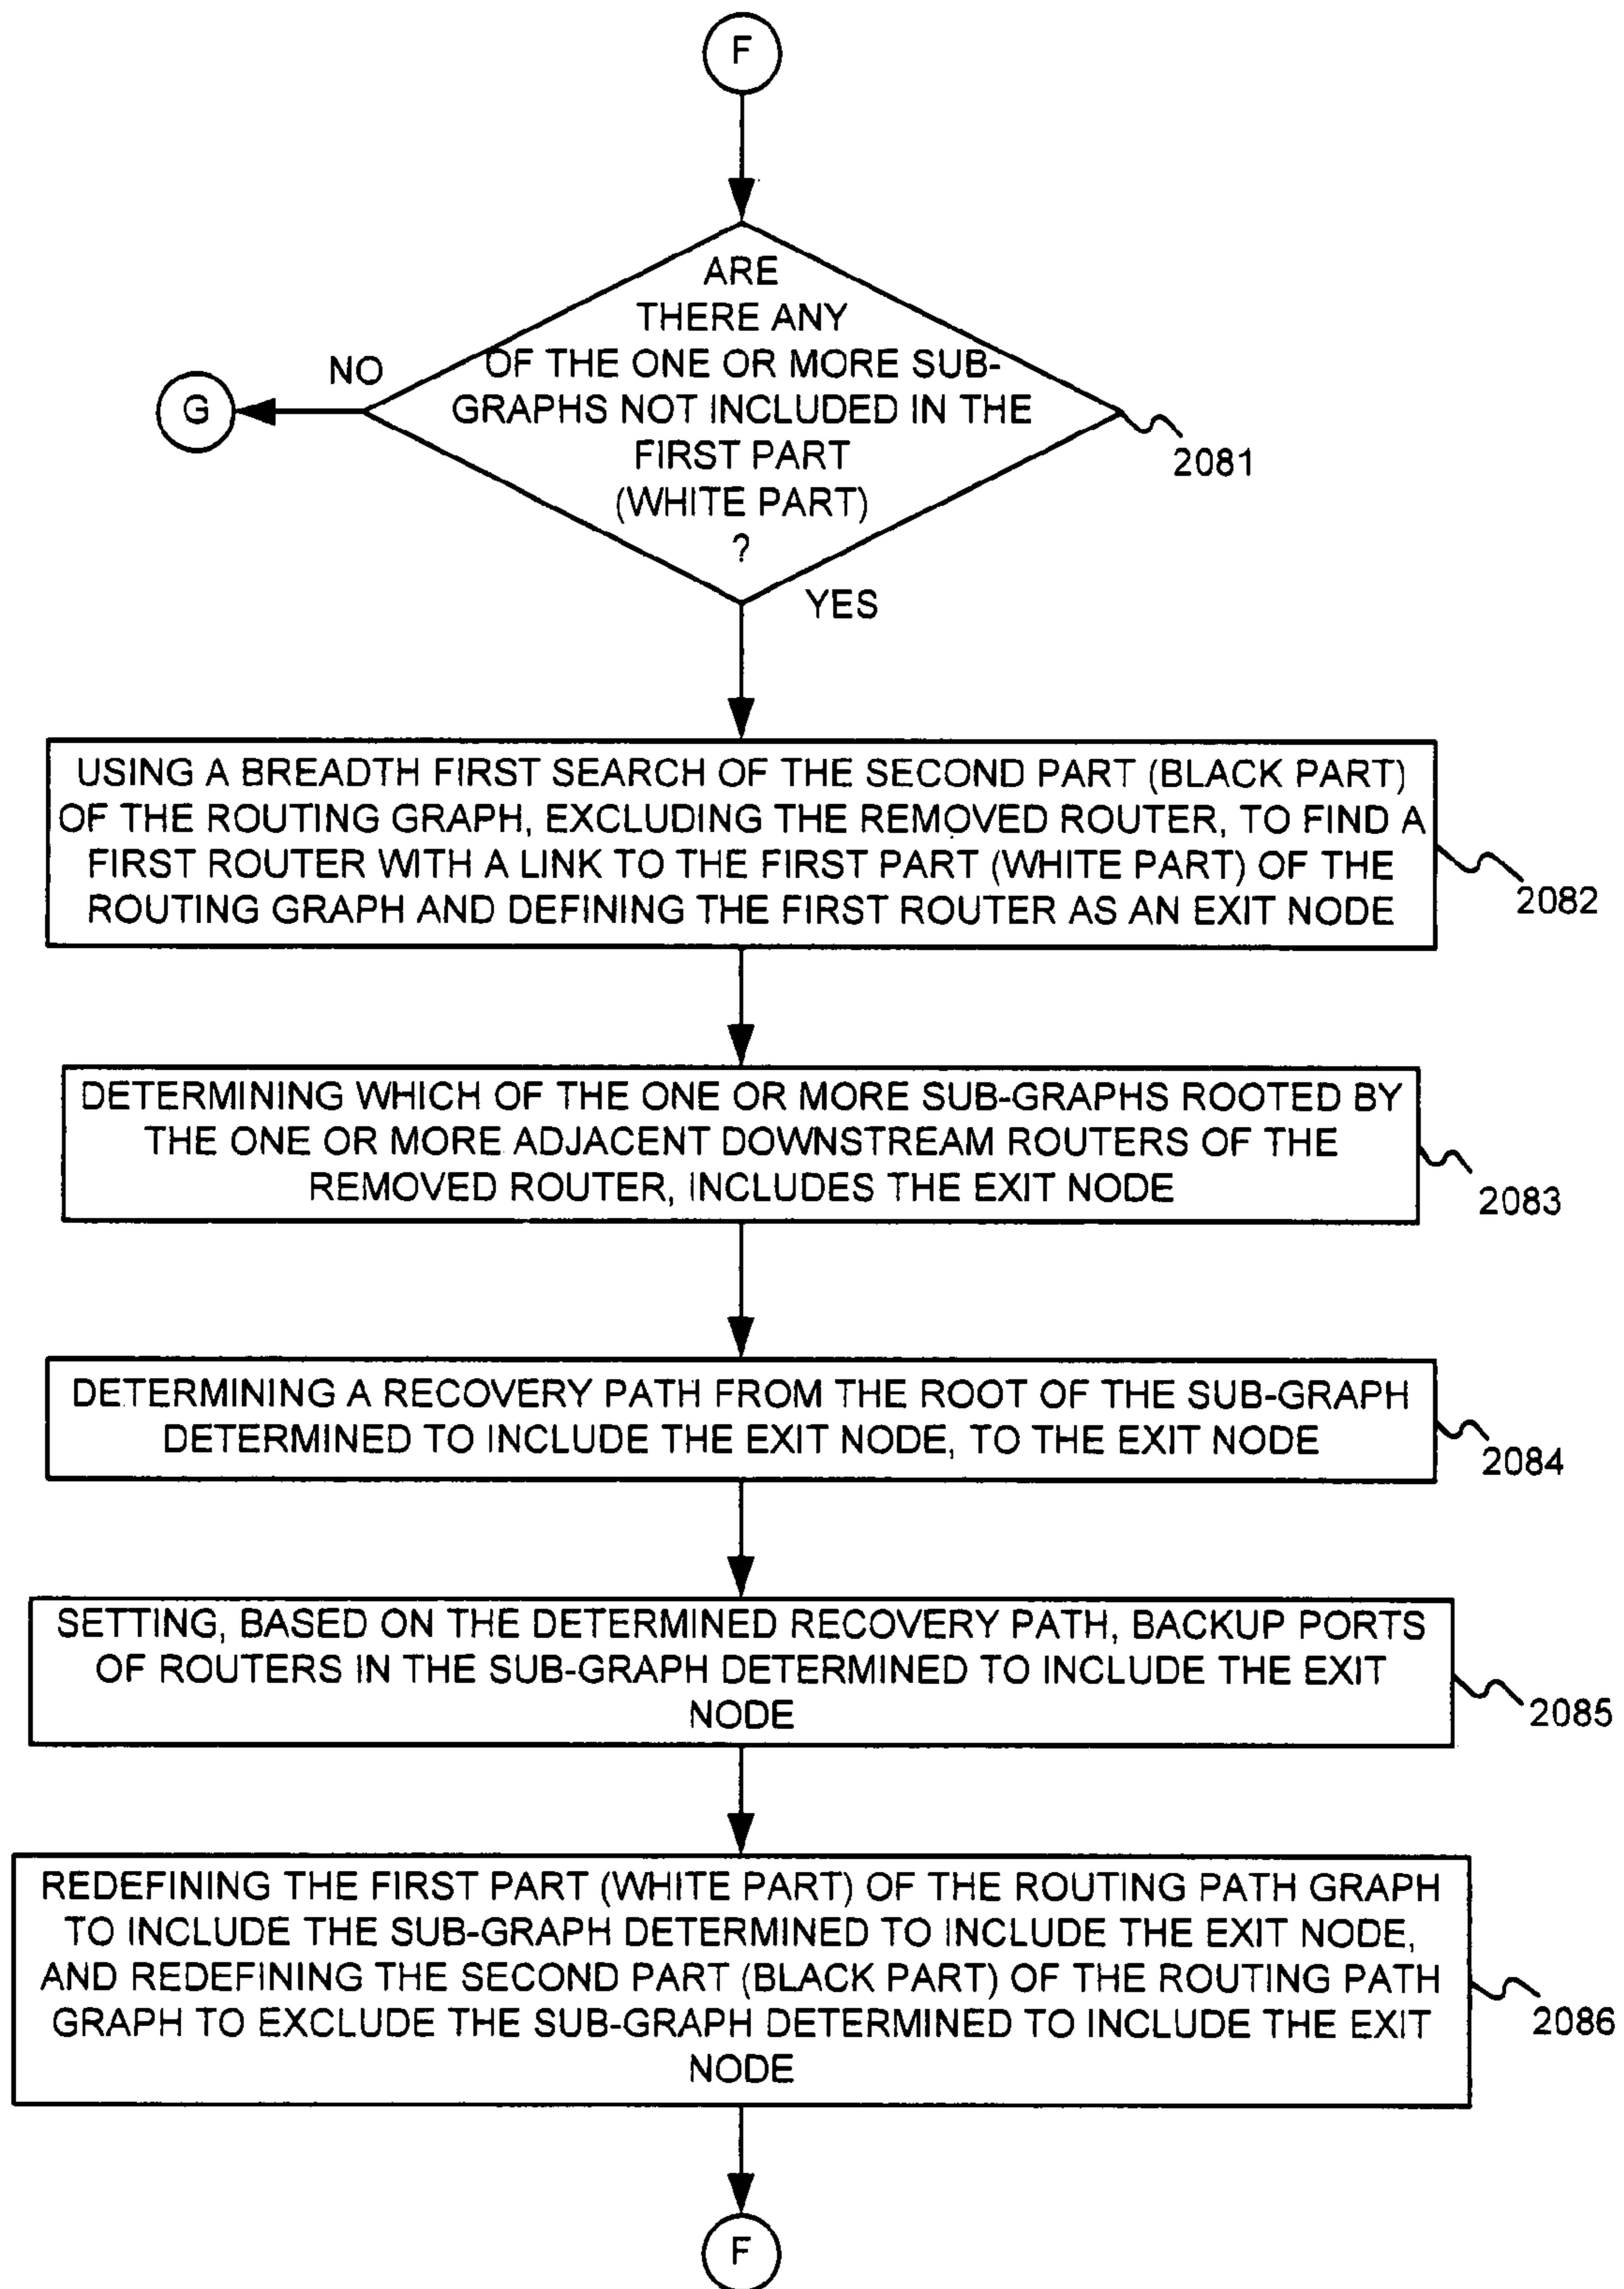 F
ARE
THERE ANY
OF THE ONE OR MORE SUB-
GRAPHS NOT INCLUDED IN THE
FIRST PART
(WHITE PART)
?
NO
G
2081
YES
USING A BREADTH FIRST SEARCH OF THE SECOND PART (BLACK PART)
OF THE ROUTING GRAPH, EXCLUDING THE REMOVED ROUTER, TO FIND A
FIRST ROUTER WITH A LINK TO THE FIRST PART (WHITE PART) OF THE
ROUTING GRAPH AND DEFINING THE FIRST ROUTER AS AN EXIT NODE
2082
DETERMINING WHICH OF THE ONE OR MORE SUB-GRAPHS ROOTED BY
THE ONE OR MORE ADJACENT DOWNSTREAM ROUTERS OF THE
REMOVED ROUTER, INCLUDES THE EXIT NODE
2083
DETERMINING A RECOVERY PATH FROM THE ROOT OF THE SUB-GRAPH
DETERMINED TO INCLUDE THE EXIT NODE, TO THE EXIT NODE
2084
SETTING, BASED ON THE DETERMINED RECOVERY PATH, BACKUP PORTS
OF ROUTERS IN THE SUB-GRAPH DETERMINED TO INCLUDE THE EXIT
NODE
2085
REDEFINING THE FIRST PART (WHITE PART) OF THE ROUTING PATH GRAPH
TO INCLUDE THE SUB-GRAPH DETERMINED TO INCLUDE THE EXIT NODE,
AND REDEFINING THE SECOND PART (BLACK PART) OF THE ROUTING PATH
GRAPH TO EXCLUDE THE SUB-GRAPH DETERMINED TO INCLUDE THE EXIT
NODE
2086
F